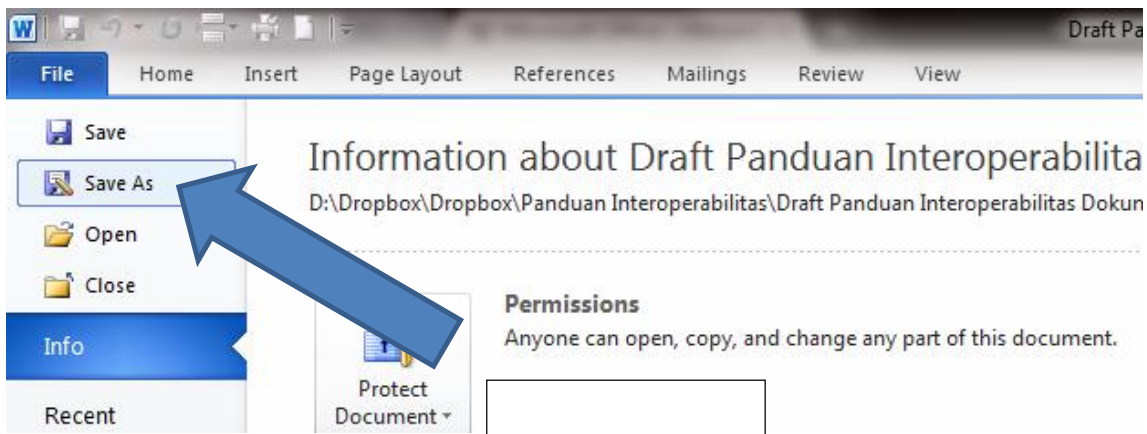 W
Draft Pa
File Home Insert Page Layout References Mailings Review View
Save
Save As
Open
Close
Info
Recent
Information about Draft Panduan Interoperabilita
D:\Dropbox\Dropbox\Panduan Interoperabilitas\Draft Panduan Interoperabilitas Dokum
Permissions
Anyone can open, copy, and change any part of this document.
Protect
Document